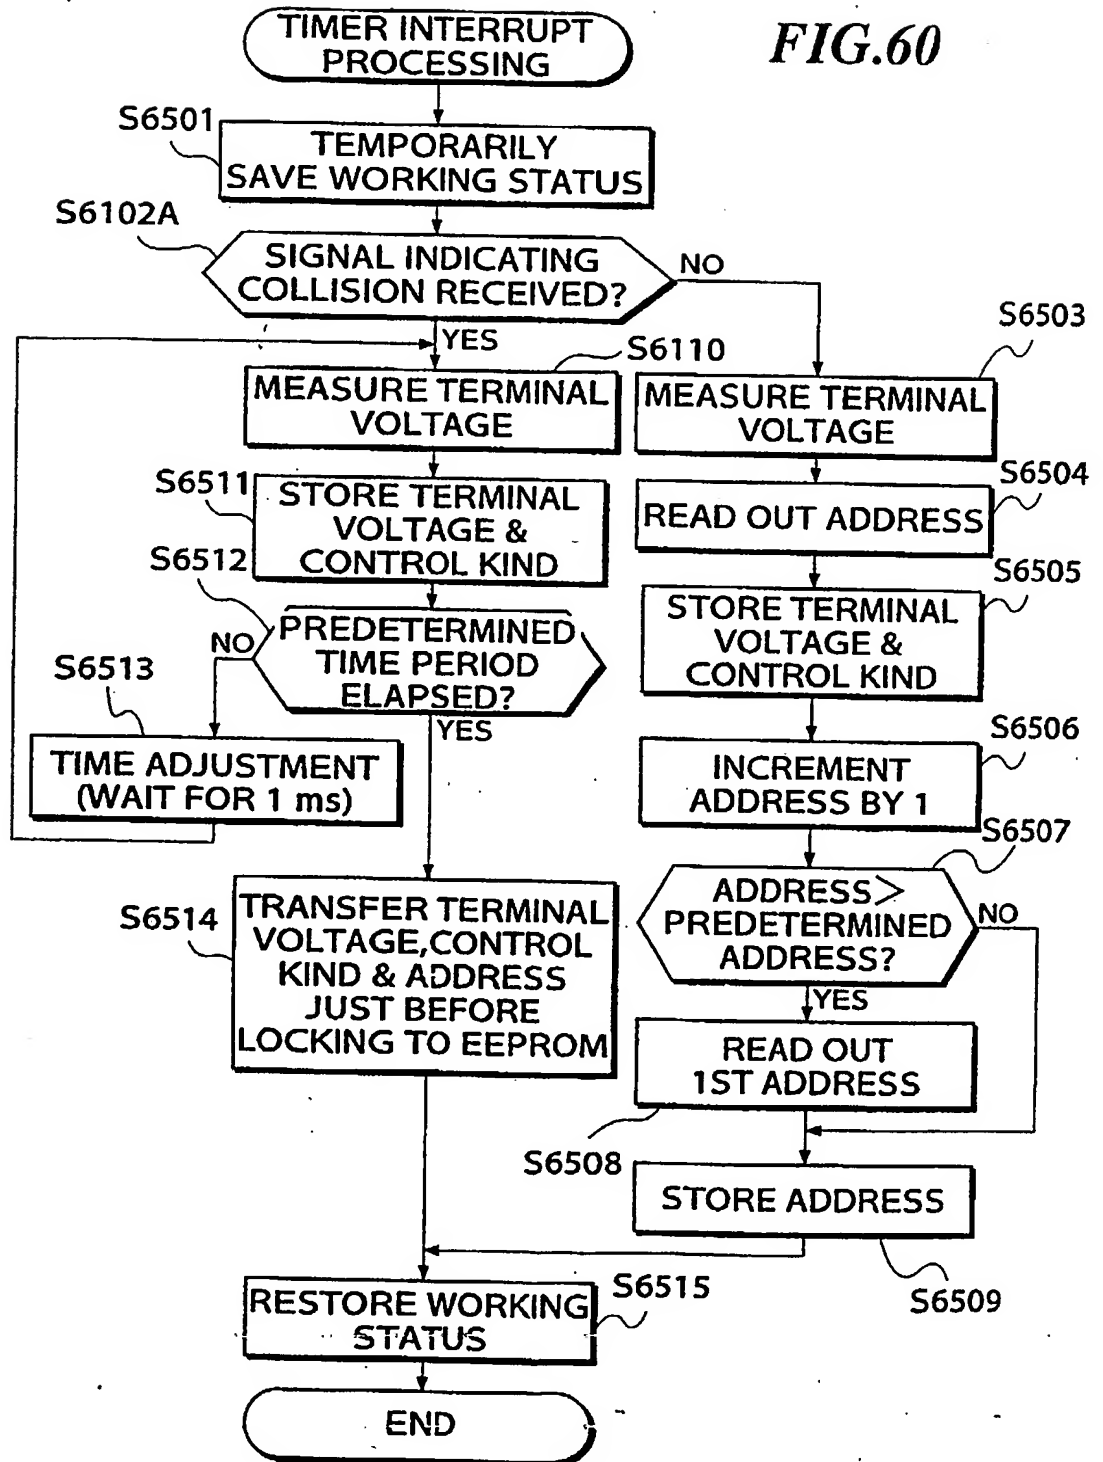 TIMER INTERRUPT
PROCESSING
FIG.60
S6501
TEMPORARILY
SAVE WORKING STATUS
S6102A
SIGNAL INDICATING
COLLISION RECEIVED?
NO
YES
S6503
S6110
MEASURE TERMINAL
VOLTAGE
MEASURE TERMINAL
VOLTAGE
S6511
STORE TERMINAL
VOLTAGE &
CONTROL KIND
S6504
READ OUT ADDRESS
S6512
PREDETERMINED
TIME PERIOD
ELAPSED?
NO
YES
S6505
STORE TERMINAL
VOLTAGE &
CONTROL KIND
S6513
TIME ADJUSTMENT
(WAIT FOR 1 ms)
S6506
INCREMENT
ADDRESS BY 1
S6507
ADDRESS>
PREDETERMINED
ADDRESS?
NO
YES
S6514
TRANSFER TERMINAL
VOLTAGE,CONTROL
KIND & ADDRESS
JUST BEFORE
LOCKING TO EEPROM
READ OUT
1ST ADDRESS
S6508
STORE ADDRESS
S6509
RESTORE WORKING
STATUS
S6515
END